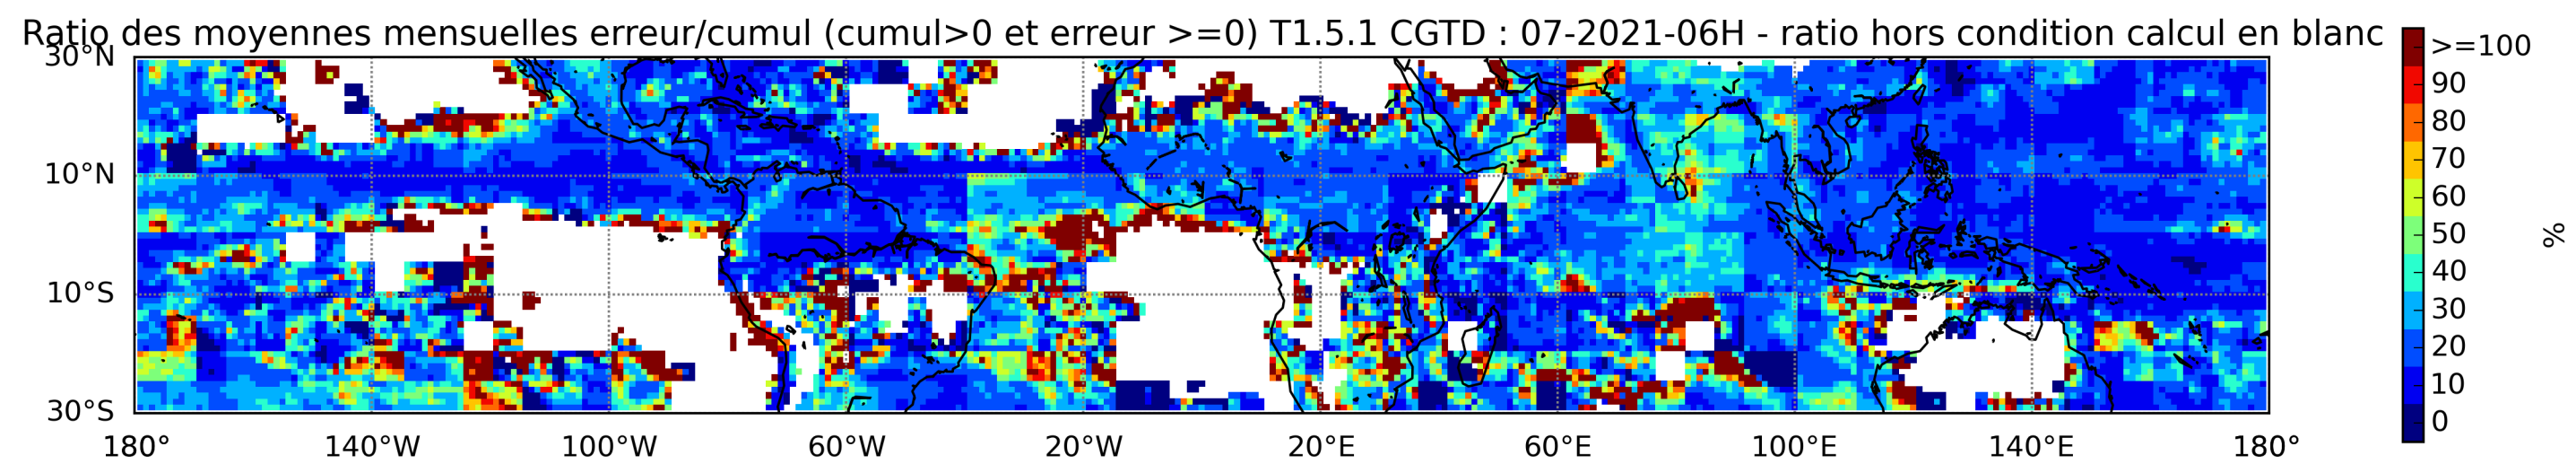 Ratio des moyennes mensuelles erreur/cumul (cumul>0 et erreur >=0) T1.5.1 CGTD : 07-2021-06H - ratio hors condition calcul en blanc
30°N
10°N
10°S
30°S
180°
140°W
100°W
60°W
20°W
20°E
60°E
100°E
140°E
180°
>=100
90
80
70
60
50
40
30
20
10
0
%